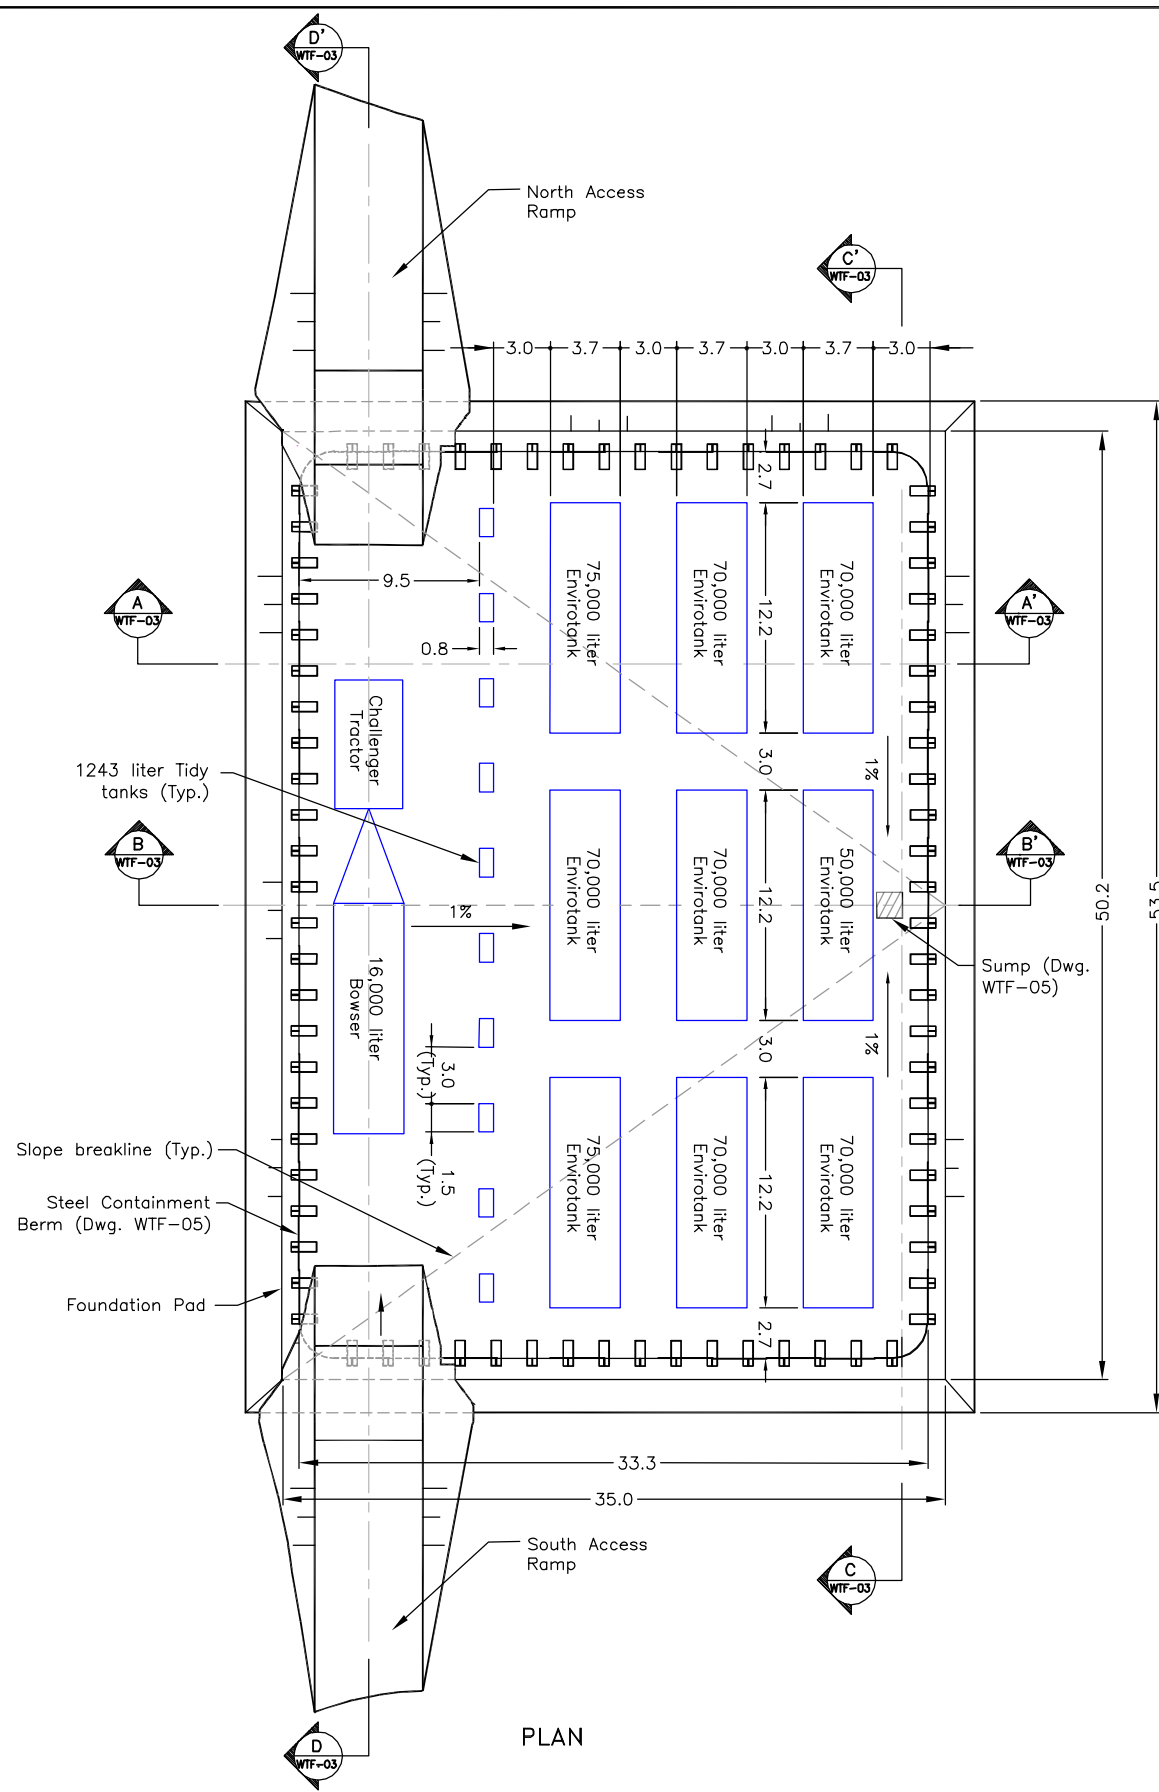 D'
WTF-03
North Access
Ramp
C'
WTF-03
3.0
3.7
3.0
3.7
3.0
3.7
3.0
2.7
9.5
0.8
75,000 liter
Envirotank
70,000 liter
Envirotank
12.2
70,000 liter
Envirotank
A
WTF-03
A'
WTF-03
Challenger
Tractor
3.0
1%
1243 liter Tidy
tanks (Typ.)
B
WTF-03
B'
WTF-03
70,000 liter
Envirotank
70,000 liter
Envirotank
12.2
50,000 liter
Envirotank
50.2
53.5
1%
16,000 liter
Bowser
Sump (Dwg.
WTF-05)
3.0
(Typ.)
3.0
1%
1.5
(Typ.)
75,000 liter
Envirotank
70,000 liter
Envirotank
12.2
70,000 liter
Envirotank
Slope breakline (Typ.)
Steel Containment
Berm (Dwg. WTF-05)
Foundation Pad
2.7
33.3
35.0
South Access
Ramp
C
WTF-03
D
WTF-03
PLAN